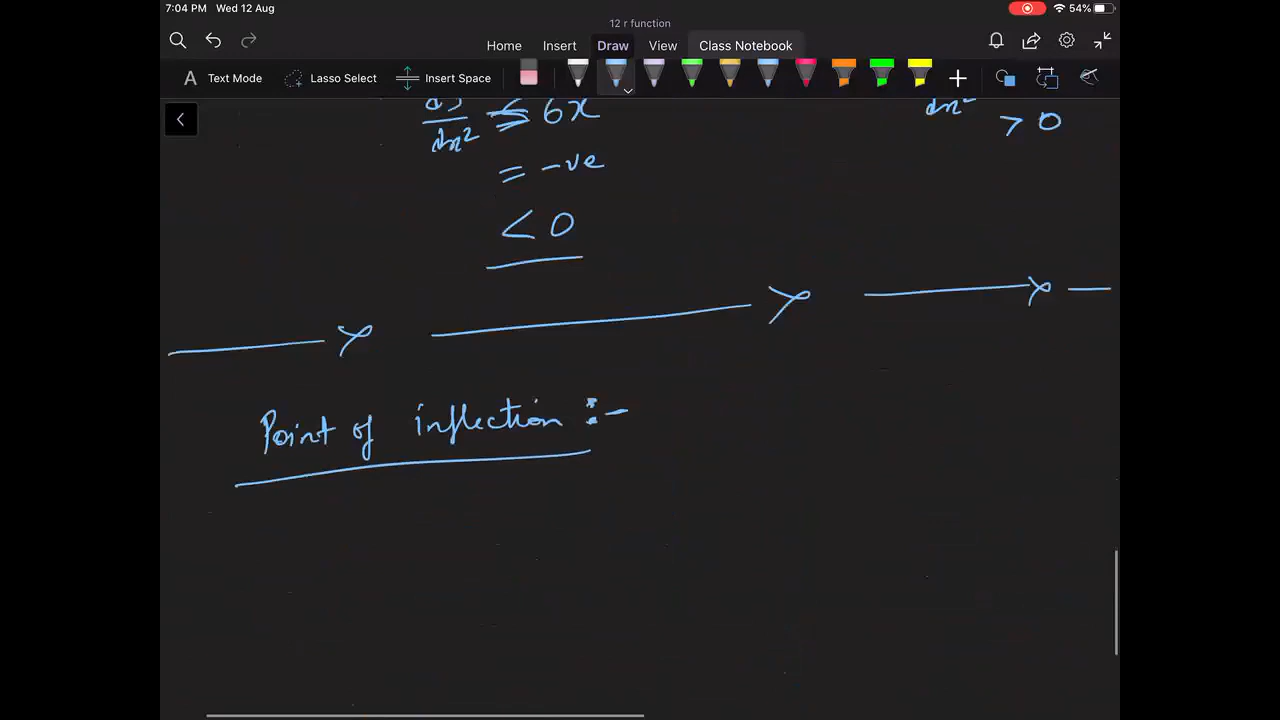 7:04 PM Wed 12 Aug
54%
12 r function
Home Insert Draw View Class Notebook
A Text Mode Lasso Select Insert Space
dx² 6x
dx² > 0
= -ve
< 0
Point of inflection :-